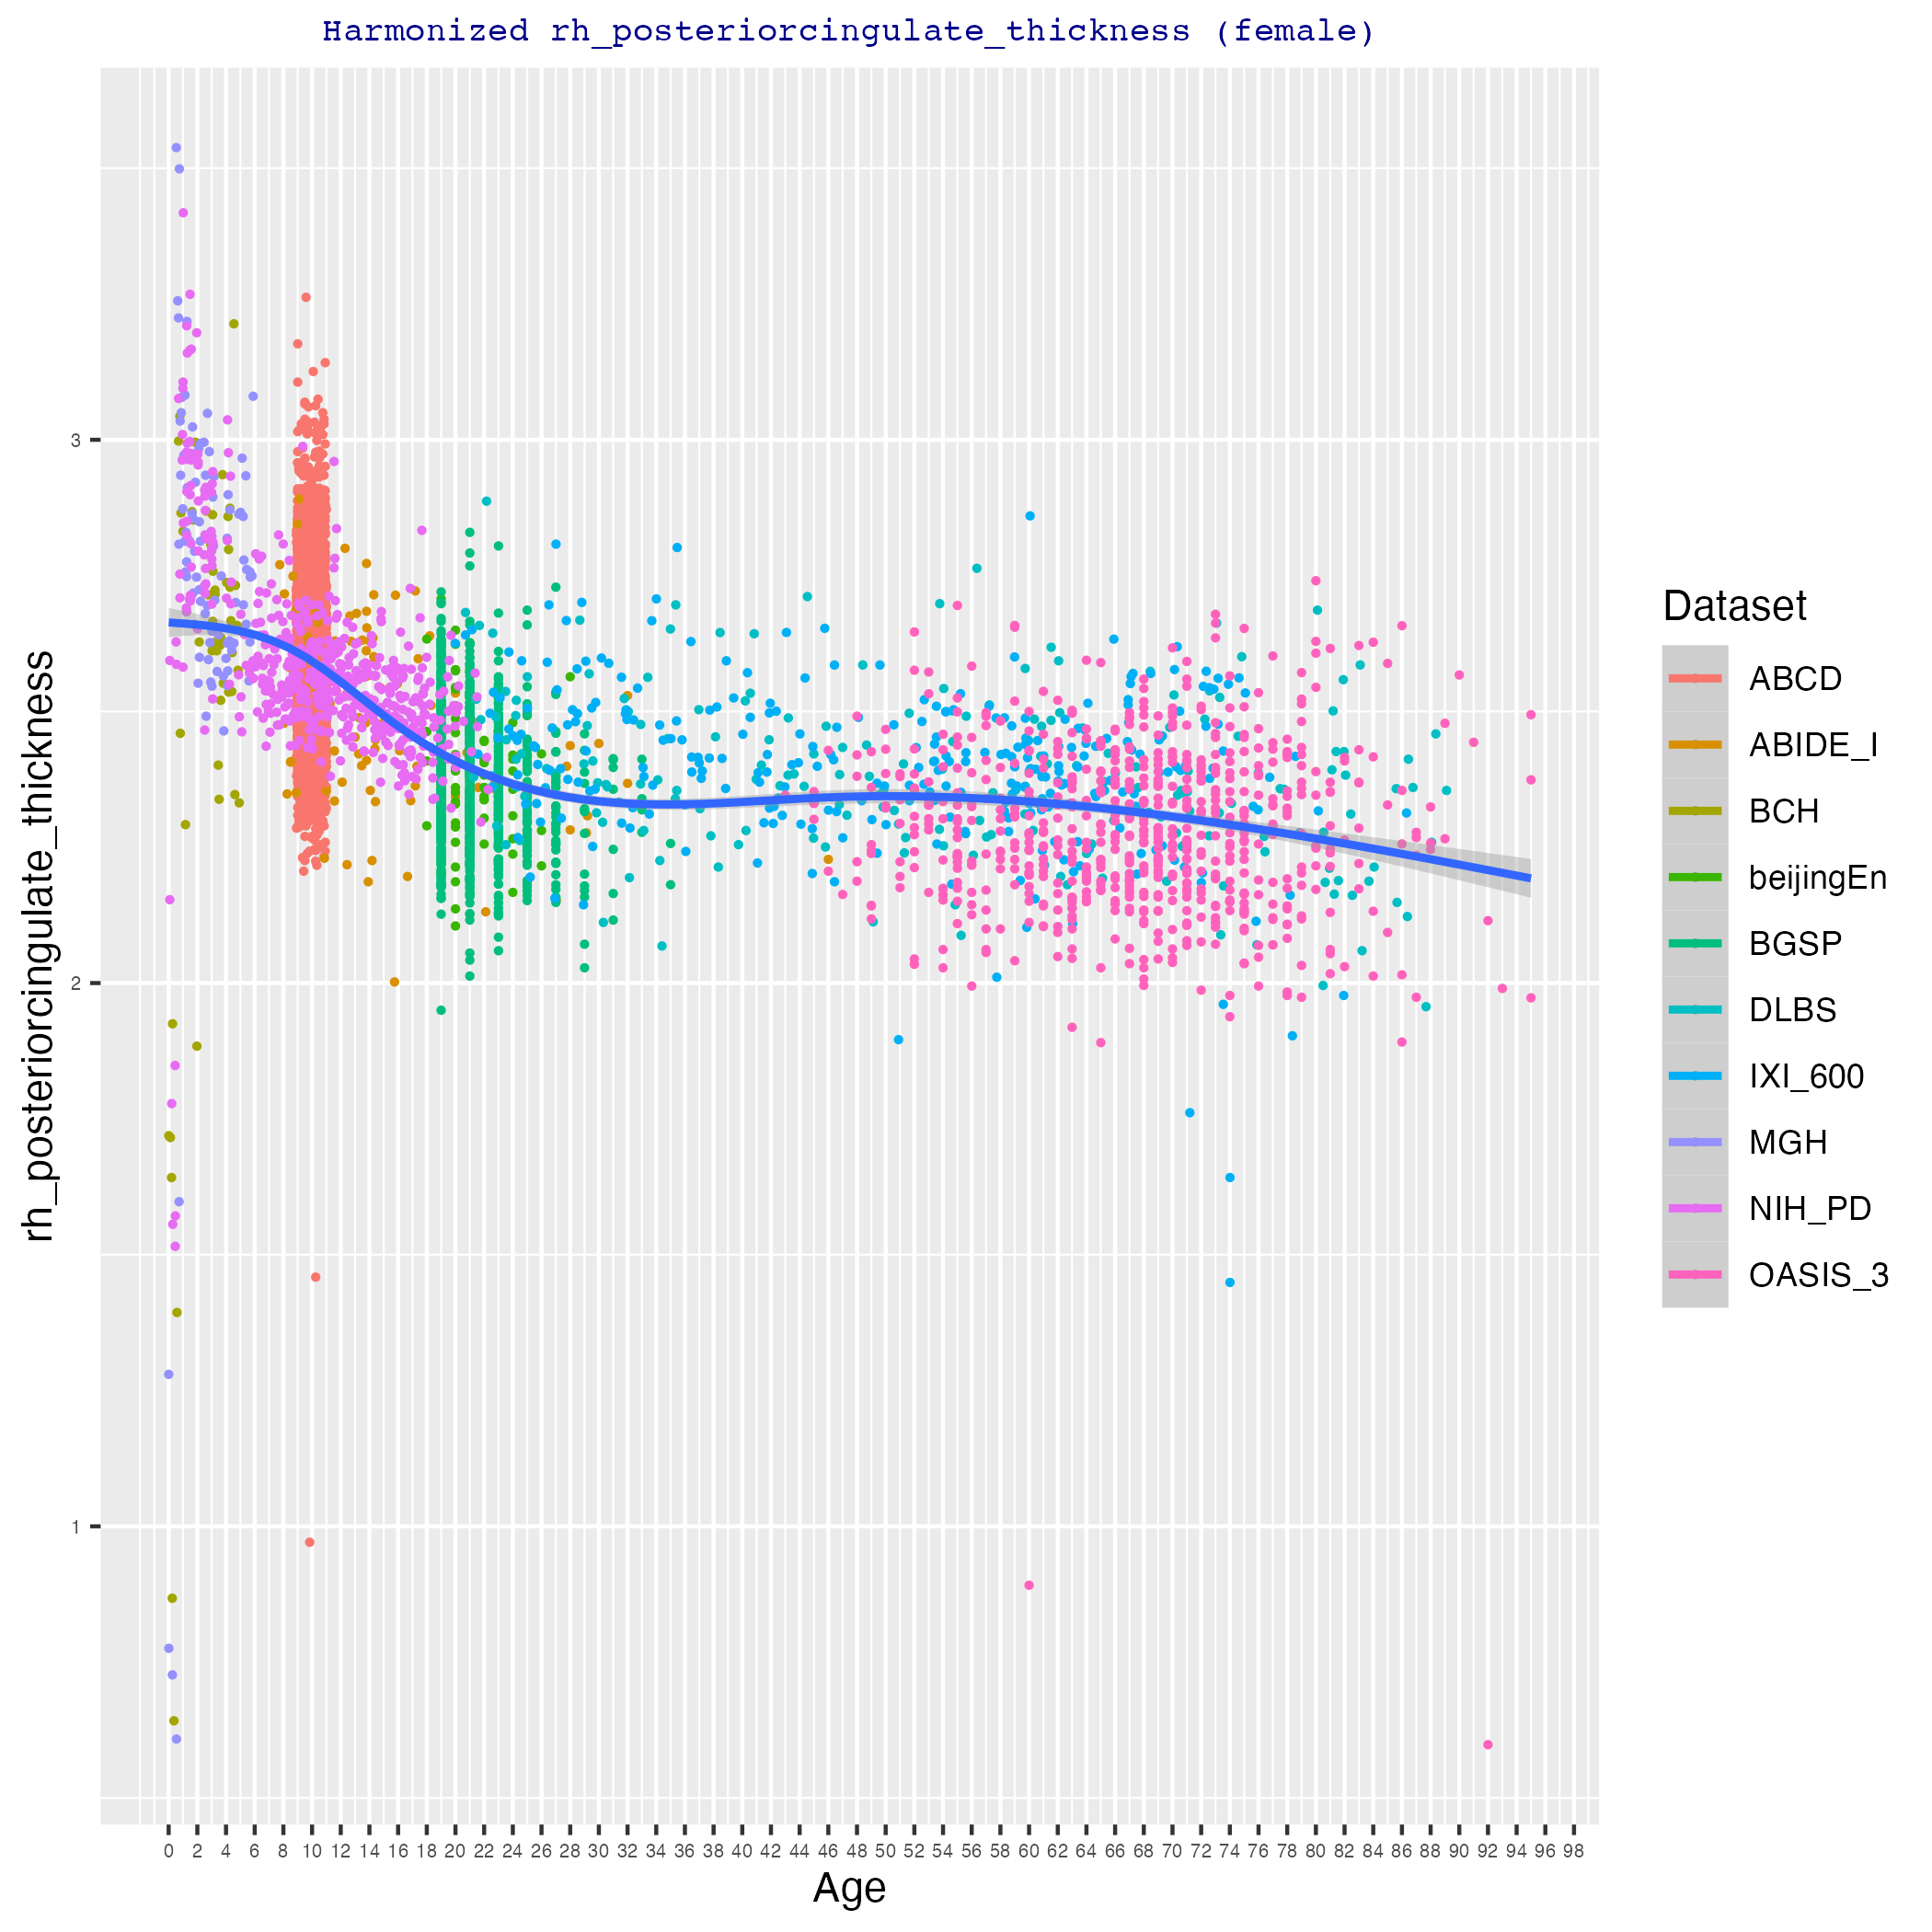 Harmonized rh_posteriorcingulate_thickness (female)
rh_posteriorcingulate_thickness
3
2
1
0 2 4 6 8 10 12 14 16 18 20 22 24 26 28 30 32 34 36 38 40 42 44 46 48 50 52 54 56 58 60 62 64 66 68 70 72 74 76 78 80 82 84 86 88 90 92 94 96 98
Age
Dataset
ABCD
ABIDE_I
BCH
beijingEn
BGSP
DLBS
IXI_600
MGH
NIH_PD
OASIS_3